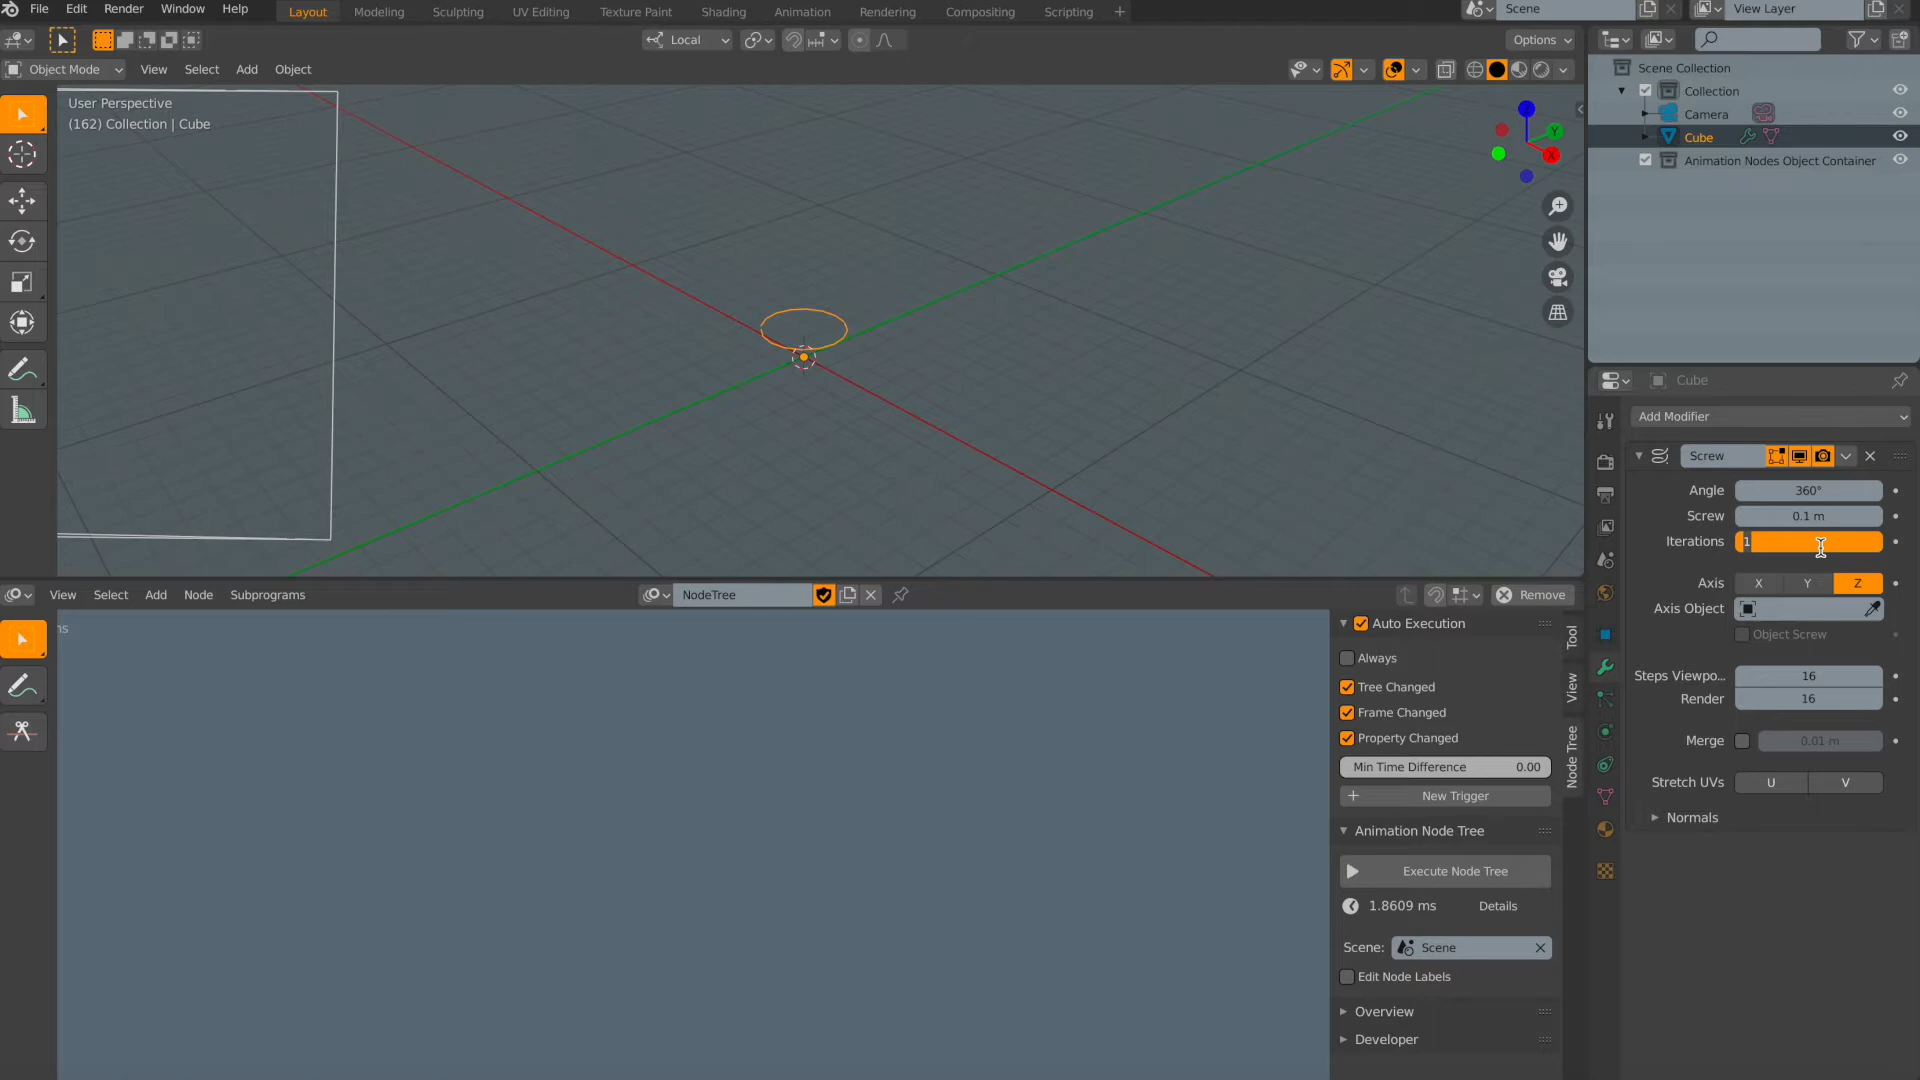 File Edit Render Window Help Layout Modeling Sculpting UV Editing Texture Paint Shading Animation Rendering Compositing Scripting + Scene View Layer
Local Options
Object Mode View Select Add Object
User Perspective
(162) Collection | Cube
Y
X
Scene Collection
Collection
Camera
Cube
Animation Nodes Object Container
Cube
Add Modifier
Screw
Angle 360°
Screw 0.1 m
Iterations 1
Axis X Y Z
Axis Object
Object Screw
Steps Viewpo... 16
Render 16
Merge 0.01 m
Stretch UVs U V
Normals
View Select Add Node Subprograms NodeTree Remove
ns
Auto Execution
Always
Tree Changed
Frame Changed
Property Changed
Min Time Difference 0.00
New Trigger
Animation Node Tree
Execute Node Tree
1.8609 ms Details
Scene: Scene
Edit Node Labels
Overview
Developer
Tool
View
Node Tree